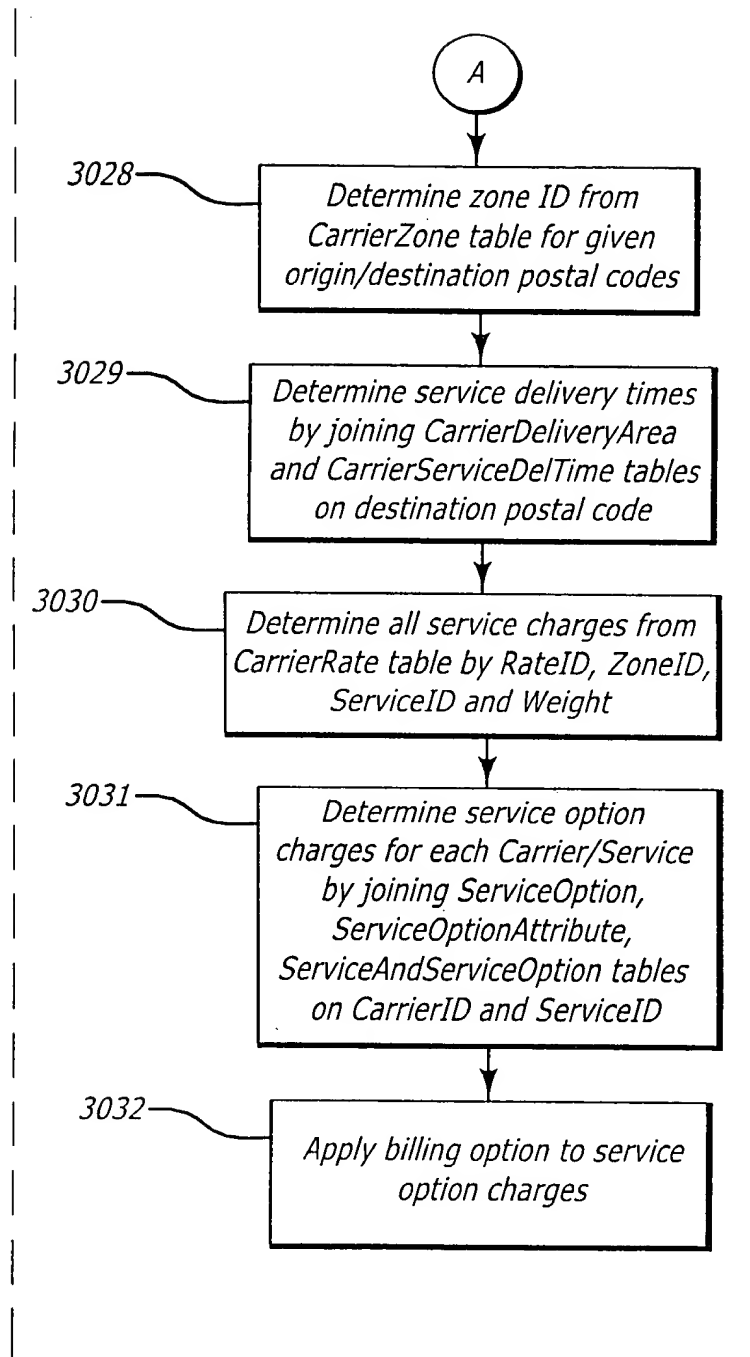 A
3028
Determine zone ID from
CarrierZone table for given
origin/destination postal codes
3029
Determine service delivery times
by joining CarrierDeliveryArea
and CarrierServiceDelTime tables
on destination postal code
3030
Determine all service charges from
CarrierRate table by RateID, ZoneID,
ServiceID and Weight
3031
Determine service option
charges for each Carrier/Service
by joining ServiceOption,
ServiceOptionAttribute,
ServiceAndServiceOption tables
on CarrierID and ServiceID
3032
Apply billing option to service
option charges